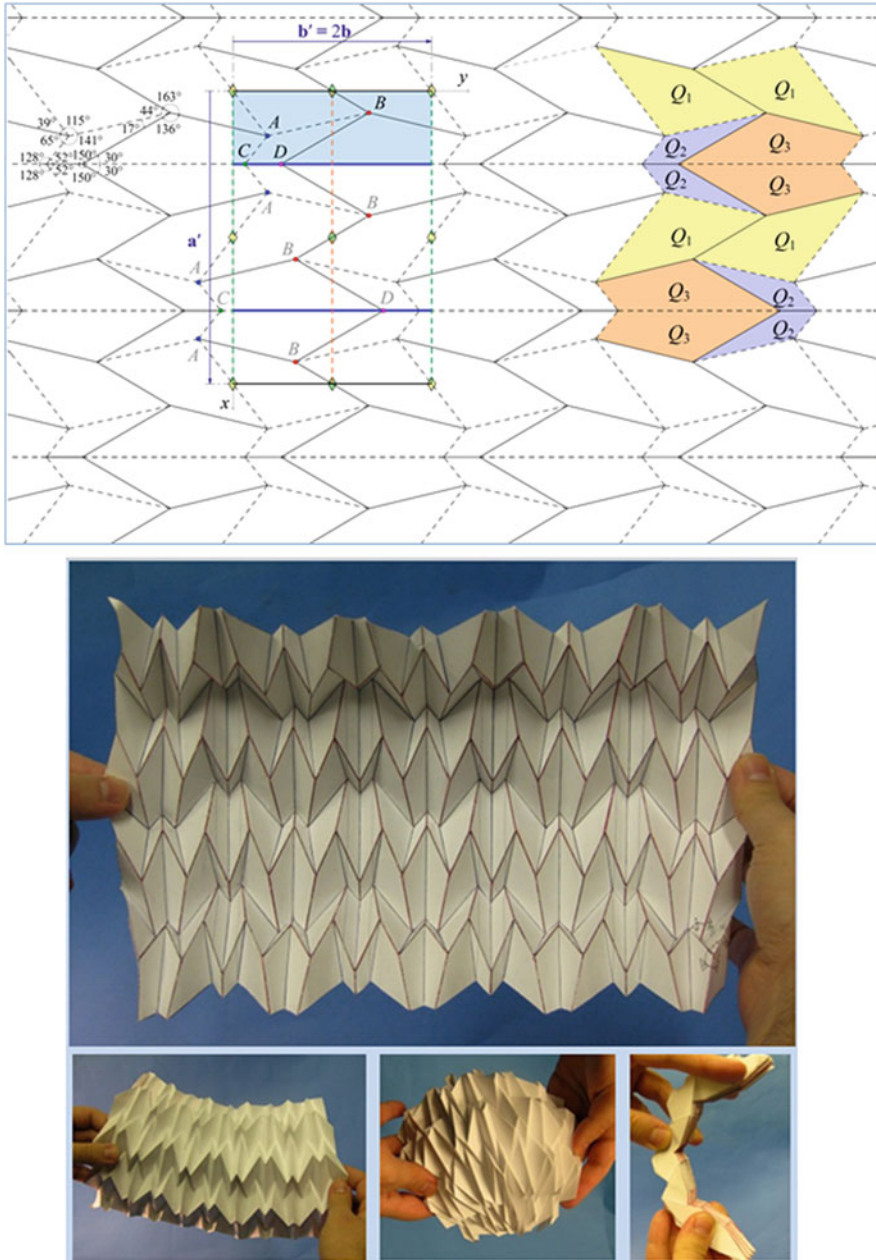 b′ = 2b
y
163°
44°
B
Q₁
Q₁
39°
115°
17°
136°
A
65°
141°
Q₂
Q₃
128°
52°
150°
30°
C
D
128°
52°
150°
30°
Q₂
Q₃
A
a′
B
Q₁
Q₁
B
A
Q₃
Q₂
C
D
Q₃
Q₂
A
B
x